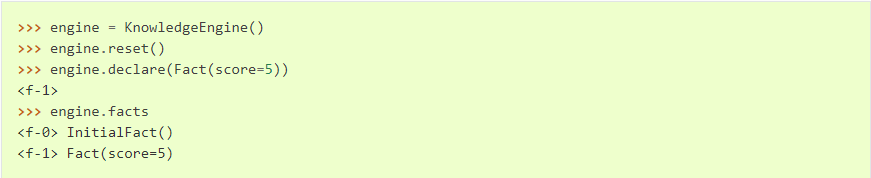 >>> engine = KnowledgeEngine()
>>> engine.reset()
>>> engine.declare(Fact(score=5))
<f-1>
>>> engine.facts
<f-0> InitialFact()
<f-1> Fact(score=5)